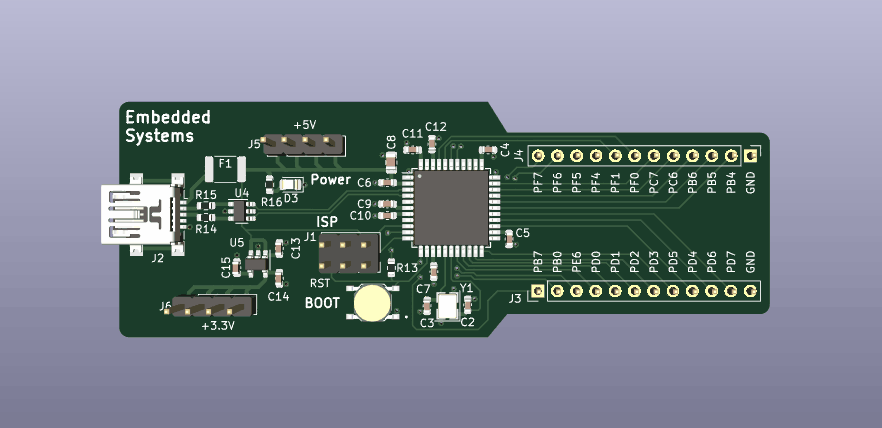 Embedded
Systems
+5V
J5
C8
C11
C12
C4
J4
F1
Power
C6
R16
D3
R15
U4
R14
C9
C10
ISP
J1
J2
U5
C13
C15
C14
RST
R13
C5
BOOT
C7
Y1
C3
C2
J6
+3.3V
PF7
PF6
PF5
PF4
PF1
PF0
PC7
PC6
PB6
PB5
PB4
GND
PB7
PB0
PE6
PD0
PD1
PD2
PD3
PD5
PD4
PD6
PD7
GND
J3